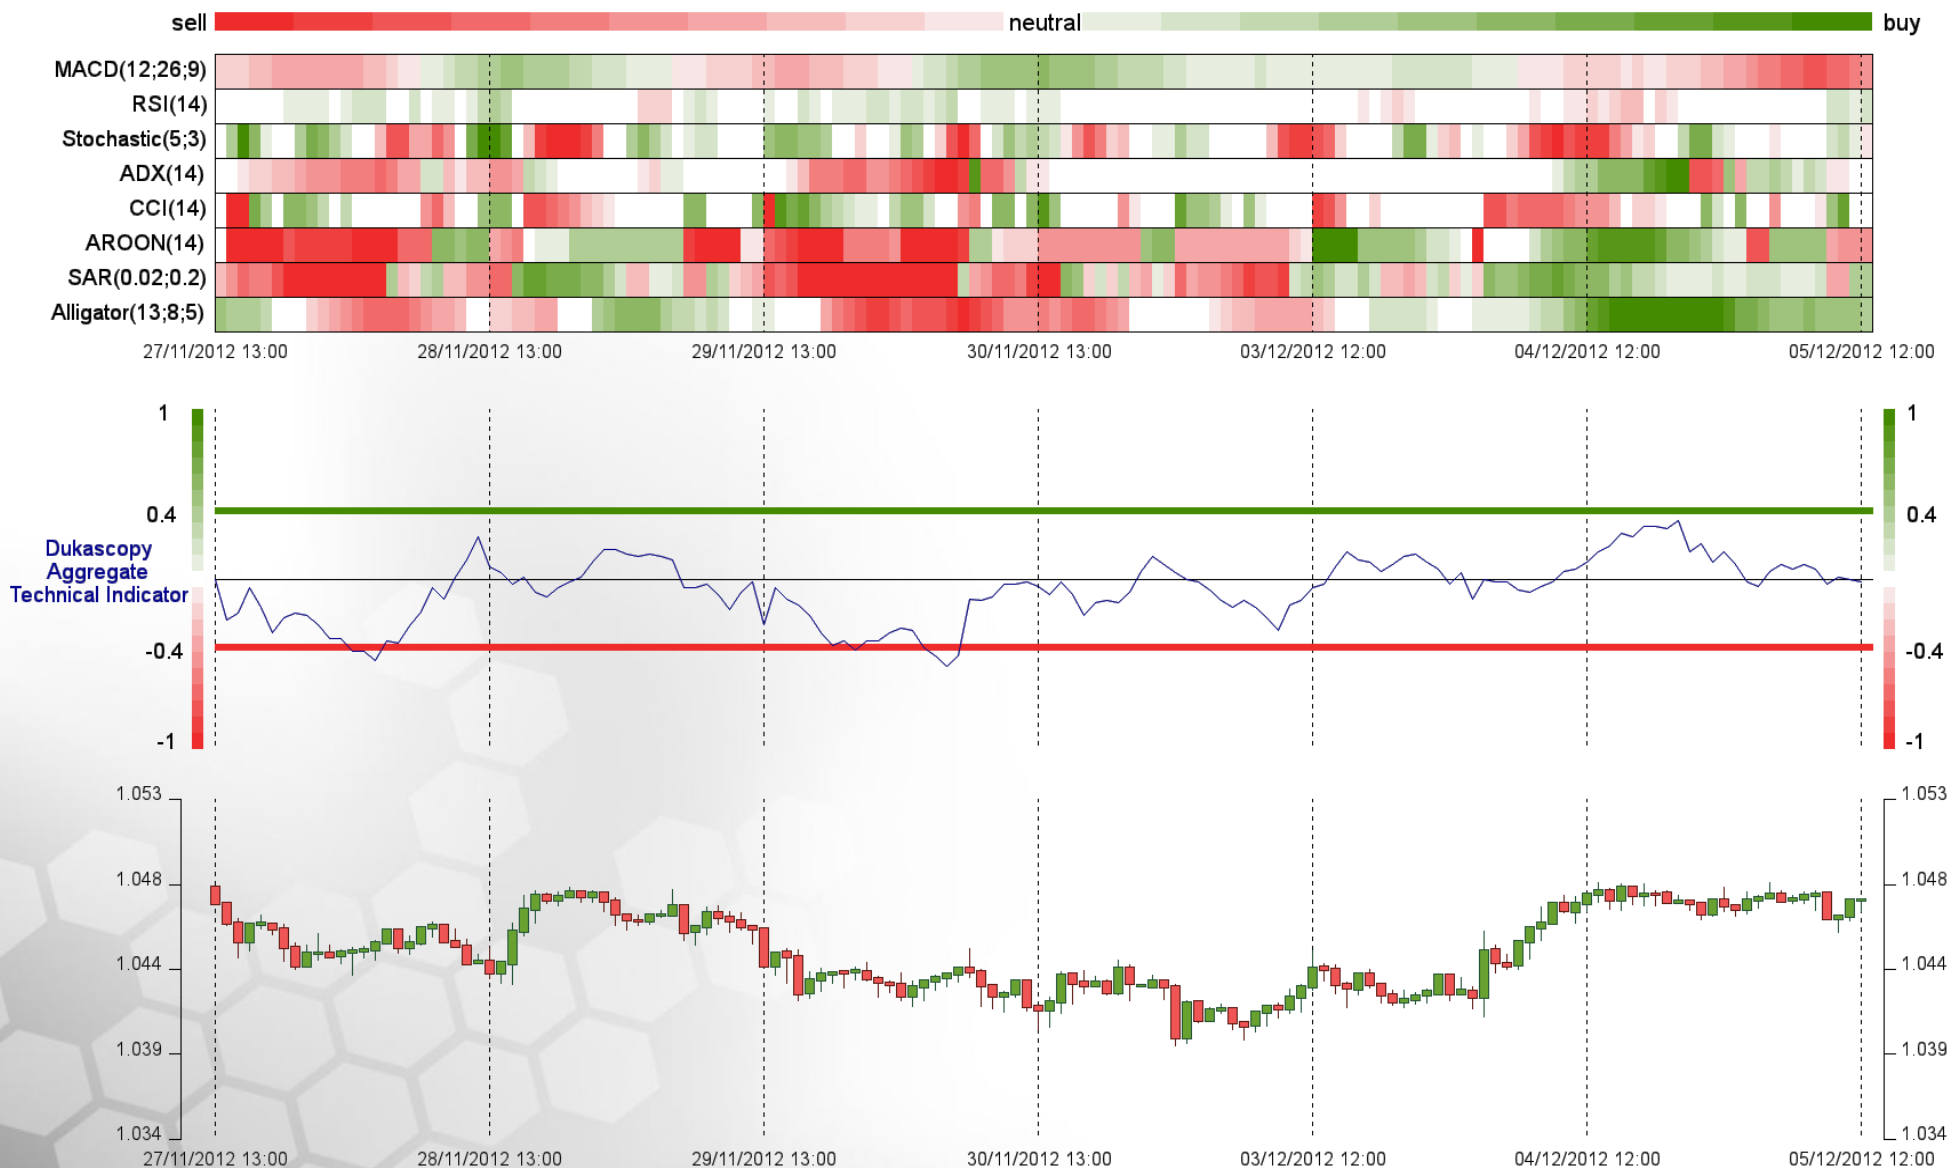 sell neutral buy
MACD(12;26;9)
RSI(14)
Stochastic(5;3)
ADX(14)
CCI(14)
AROON(14)
SAR(0.02;0.2)
Alligator(13;8;5)
27/11/2012 13:00 28/11/2012 13:00 29/11/2012 13:00 30/11/2012 13:00 03/12/2012 12:00 04/12/2012 12:00 05/12/2012 12:00
1 1
0.4 0.4
Dukascopy
Aggregate
Technical Indicator
-0.4 -0.4
-1 -1
1.053 1.053
1.048 1.048
1.044 1.044
1.039 1.039
1.034 1.034
27/11/2012 13:00 28/11/2012 13:00 29/11/2012 13:00 30/11/2012 13:00 03/12/2012 12:00 04/12/2012 12:00 05/12/2012 12:00